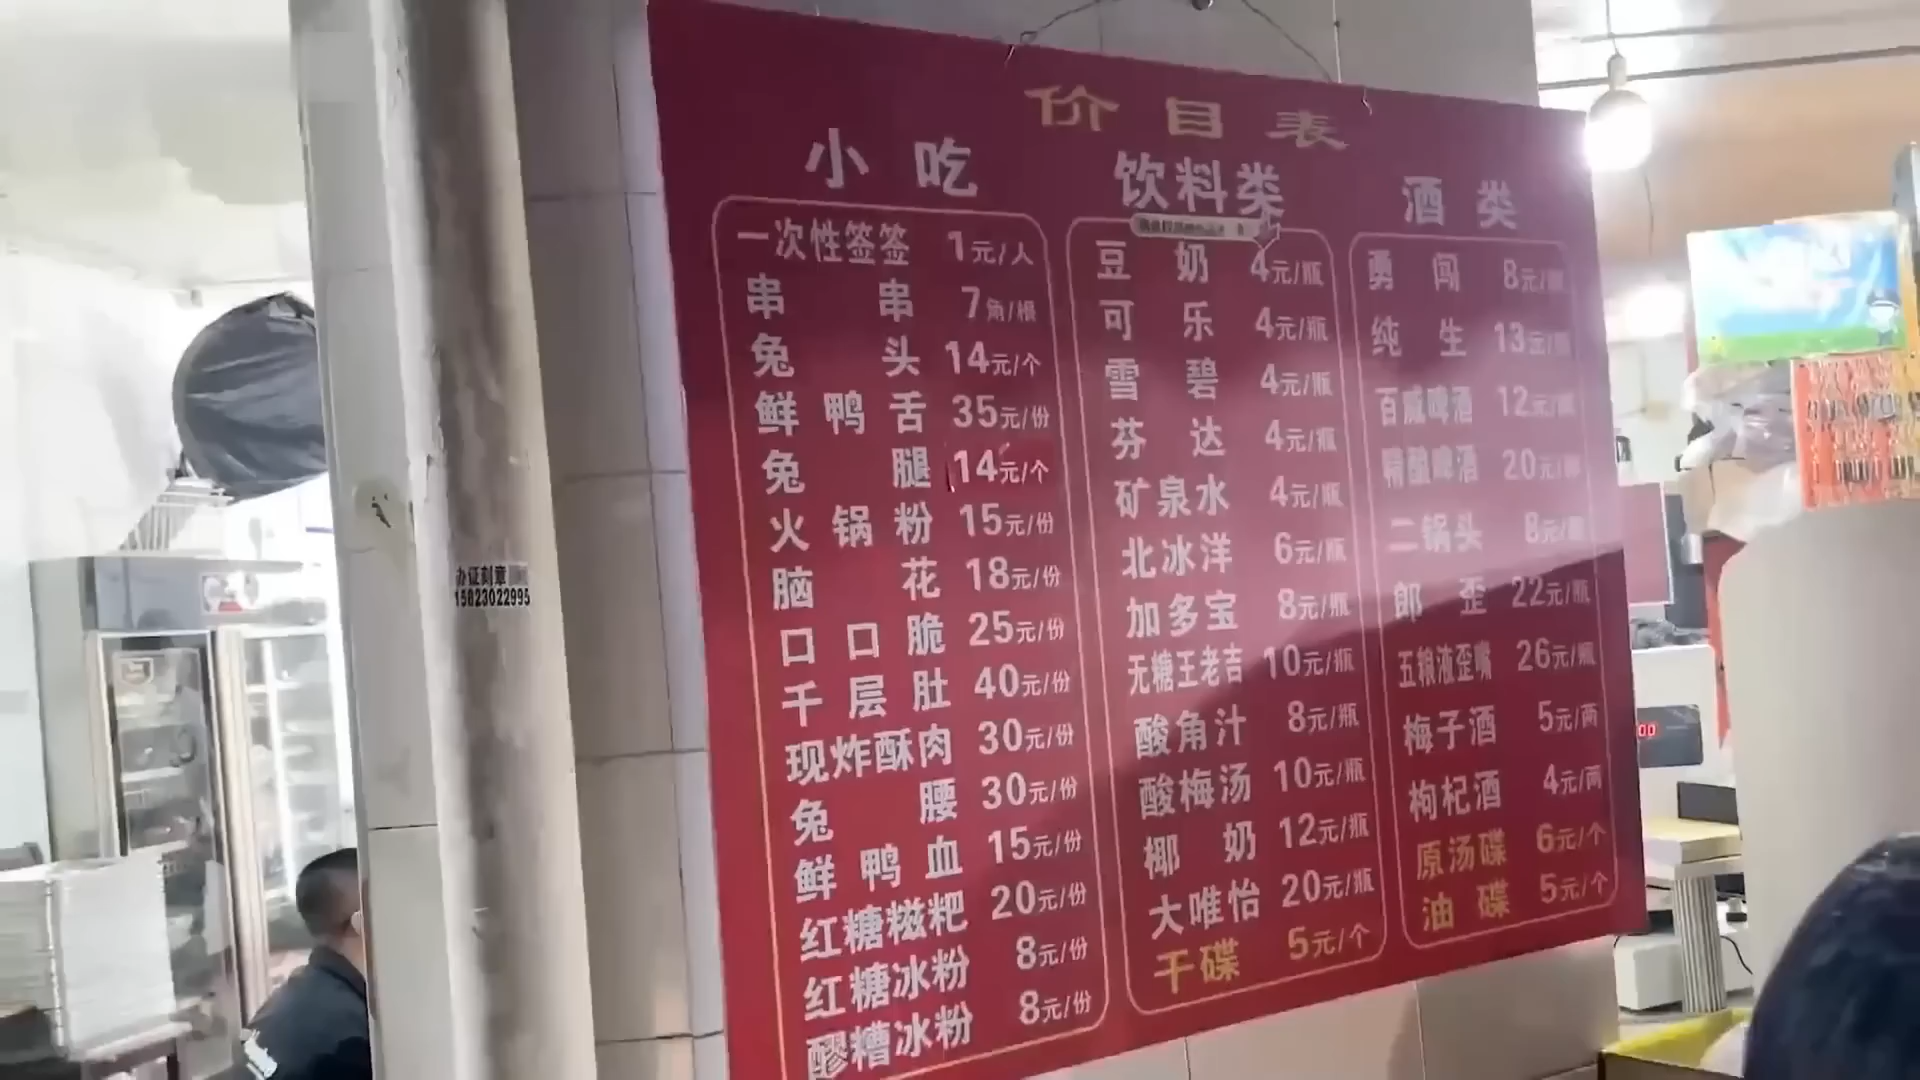 价目表
小吃
一次性签签 1元/人
串串 7角/根
兔头 14元/个
鲜鸭舌 35元/份
兔腿 14元/个
火锅粉 15元/份
脑花 18元/份
口口脆 25元/份
千层肚 40元/份
现炸酥肉 30元/份
兔腰 30元/份
鲜鸭血 15元/份
红糖糍粑 20元/份
红糖冰粉 8元/份
醪糟冰粉 8元/份
饮料类
豆奶 4元/瓶
可乐 4元/瓶
雪碧 4元/瓶
芬达 4元/瓶
矿泉水 4元/瓶
北冰洋 6元/瓶
加多宝 8元/瓶
无糖王老吉 10元/瓶
酸角汁 8元/瓶
酸梅汤 10元/瓶
椰奶 12元/瓶
大唯怡 20元/瓶
干碟 5元/个
酒类
勇闯 8元/瓶
纯生 13元/瓶
百威啤酒 12元/瓶
精酿啤酒 20元/
二锅头 8元/瓶
郎歪 22元/瓶
五粮液歪嘴 26元/瓶
梅子酒 5元/两
枸杞酒 4元/两
原汤碟 6元/个
油碟 5元/个
办证刻章
15823022995